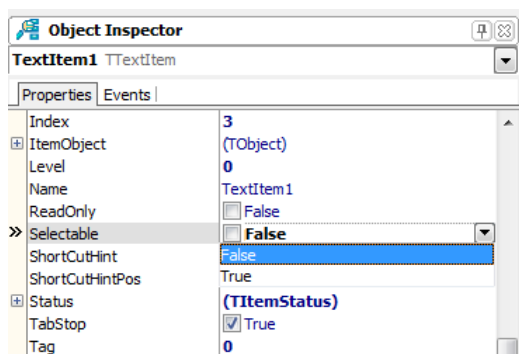 Object Inspector
TextItem1 TTextItem
Properties Events
Index 3
ItemObject (TObject)
Level 0
Name TextItem1
ReadOnly False
Selectable False
ShortCutHint False
ShortCutHintPos True
Status (TItemStatus)
TabStop True
Tag 0